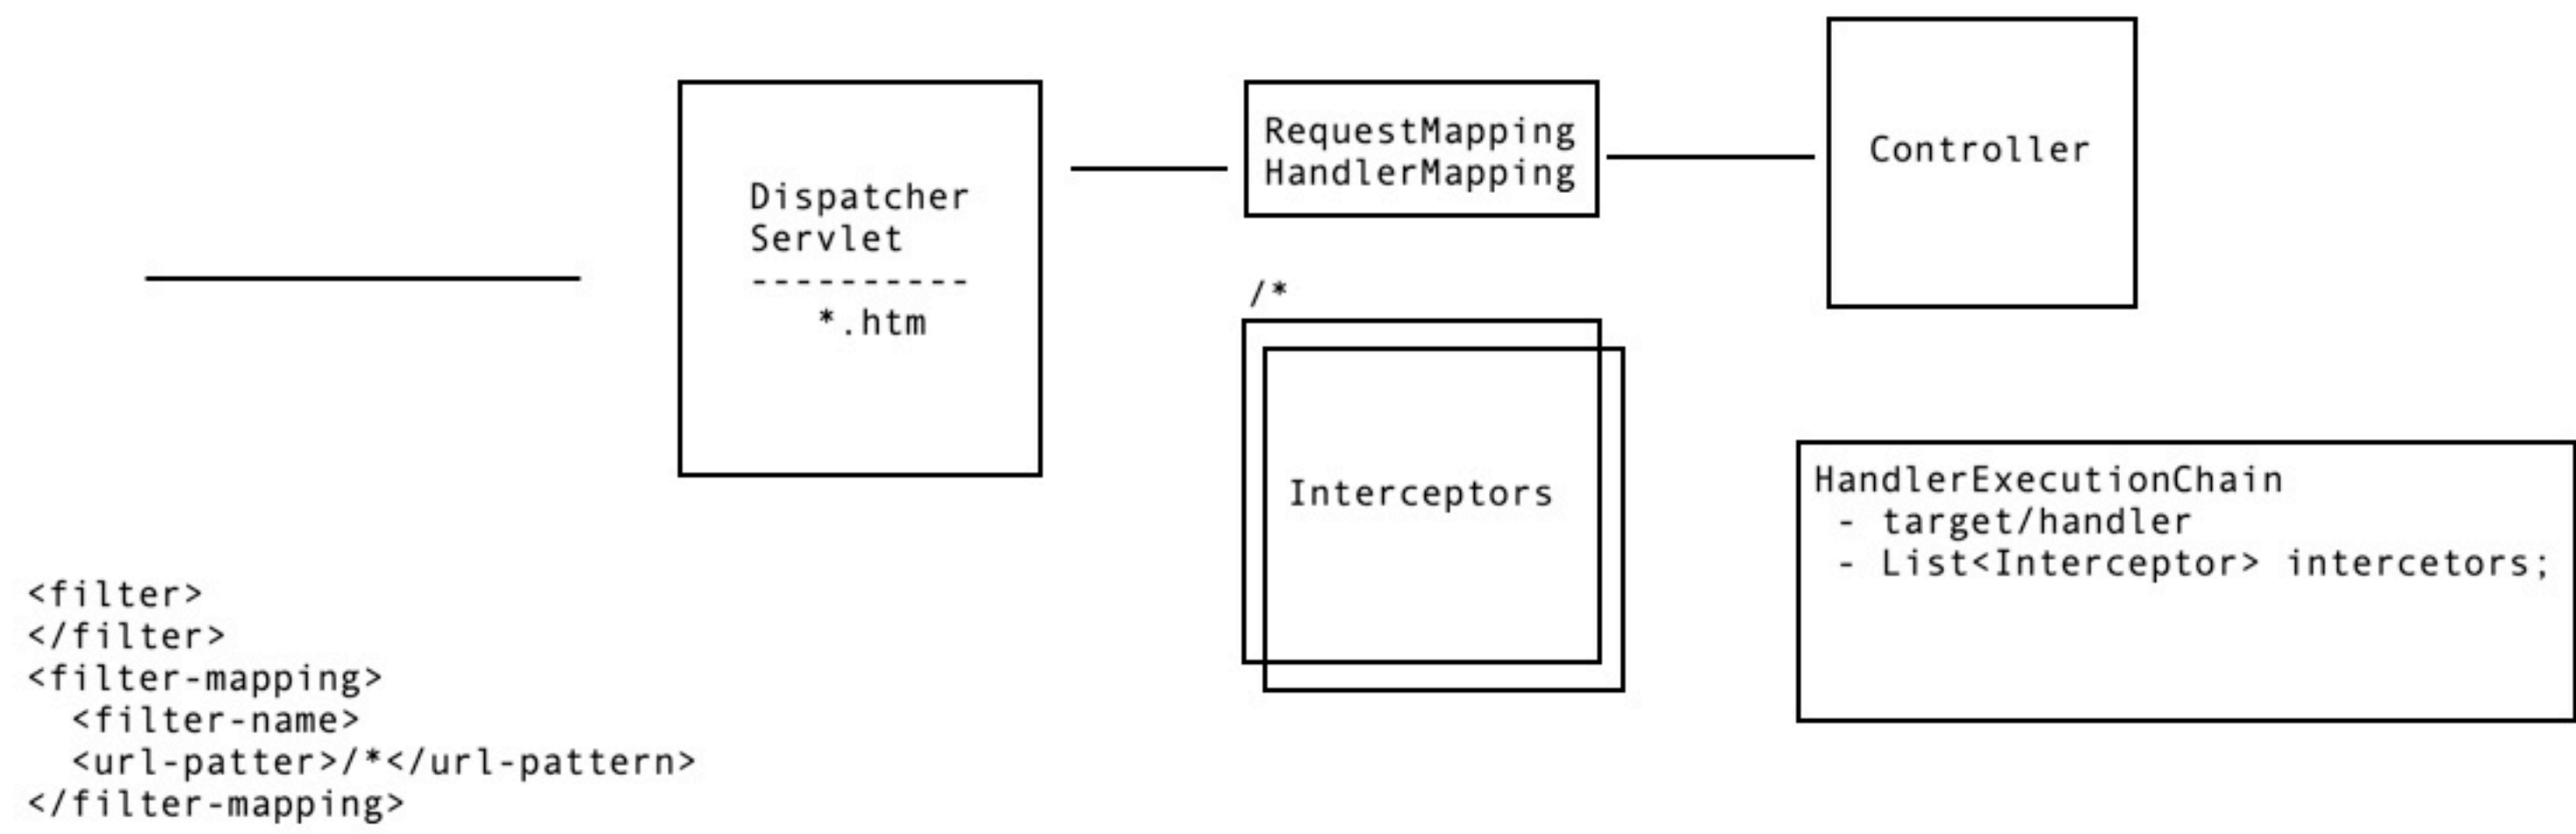 Dispatcher
Servlet
----------
*.htm
RequestMapping
HandlerMapping
Controller
/*
Interceptors
HandlerExecutionChain
- target/handler
- List<Interceptor> intercetors;
<filter>
</filter>
<filter-mapping>
<filter-name>
<url-patter>/*</url-pattern>
</filter-mapping>